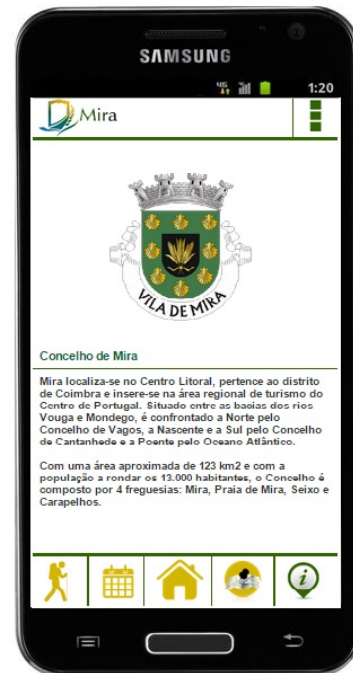 SAMSUNG
4G
1:20
Mira
VILA DE MIRA
Concelho de Mira
Mira localiza-se no Centro Litoral, pertence ao distrito
de Coimbra e insere-se na área regional de turismo do
Centro de Portugal. Situado entre as bacias dos rios
Vouga e Mondego, é confrontado a Norte pelo
Concelho de Vagos, a Nascente e a Sul pelo Concelho
de Cantanhede e a Poente pelo Oceano Atlântico.
Com uma área aproximada de 123 km2 e com a
população a rondar os 13.000 habitantes, o Concelho é
composto por 4 freguesias: Mira, Praia de Mira, Seixo e
Carapelhos.
i